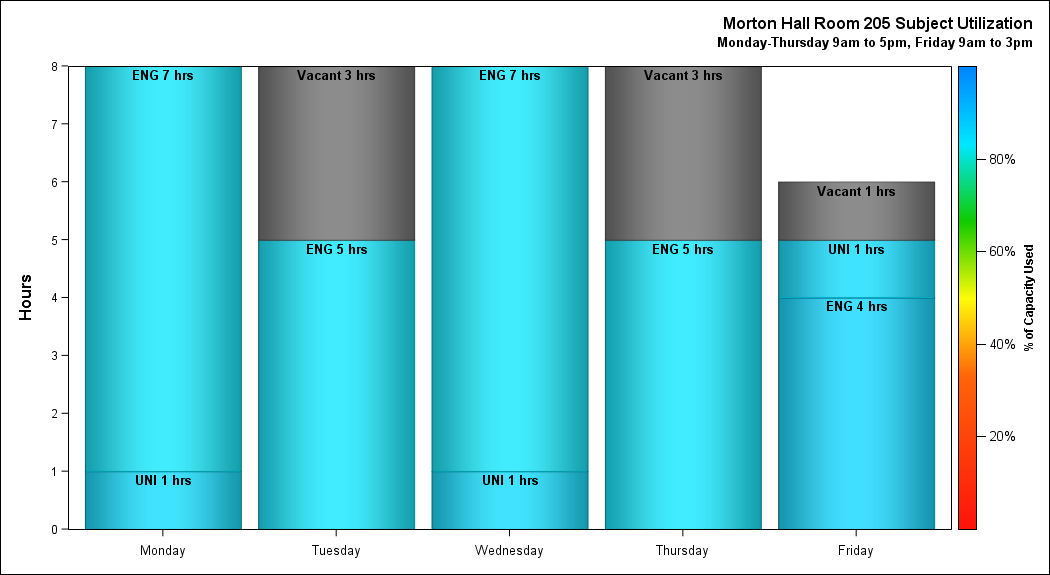 Morton Hall Room 205 Subject Utilization
Monday-Thursday 9am to 5pm, Friday 9am to 3pm
8
7
6
5
4
3
2
1
0
Hours
ENG 7 hrs
UNI 1 hrs
Vacant 3 hrs
ENG 5 hrs
ENG 7 hrs
UNI 1 hrs
Vacant 3 hrs
ENG 5 hrs
Vacant 1 hrs
UNI 1 hrs
ENG 4 hrs
Monday
Tuesday
Wednesday
Thursday
Friday
80%
60%
40%
20%
% of Capacity Used